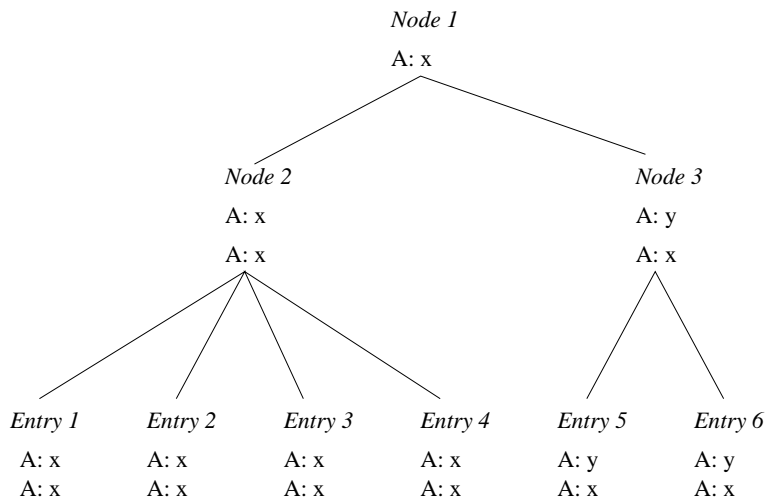 Node 1
A: x
Node 2 Node 3
A: x A: y
A: x A: x
Entry 1 Entry 2 Entry 3 Entry 4 Entry 5 Entry 6
A: x A: x A: x A: x A: y A: y
A: x A: x A: x A: x A: x A: x